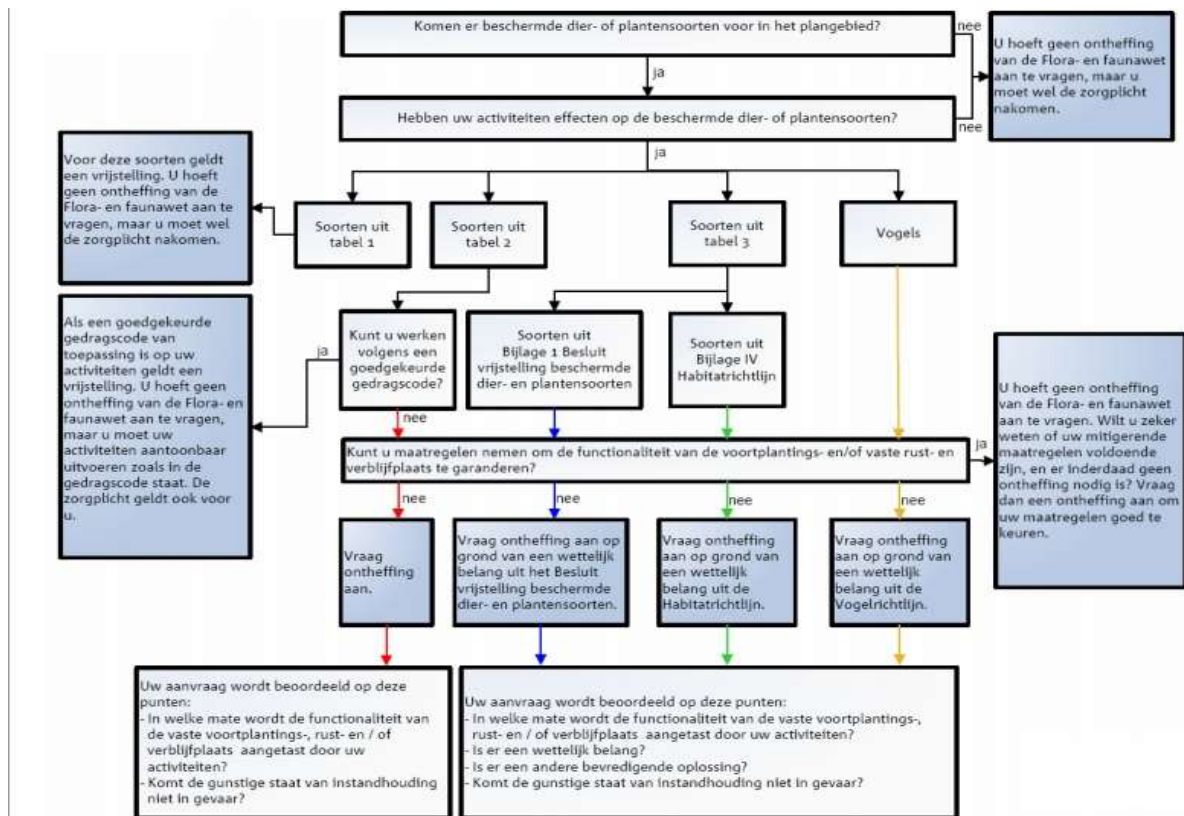 Komen er beschermde dier- of plantensoorten voor in het plangebied?
nee
U hoeft geen ontheffing
van de Flora- en faunawet
aan te vragen, maar u
moet wel de zorgplicht
nakomen.
ja
Hebben uw activiteiten effecten op de beschermde dier- of plantensoorten?
nee
ja
Voor deze soorten geldt
een vrijstelling. U hoeft
geen ontheffing van de
Flora- en faunawet aan te
vragen, maar u moet wel
de zorgplicht nakomen.
Soorten uit
tabel 1
Soorten uit
tabel 2
Soorten uit
tabel 3
Vogels
Als een goedgekeurde
gedragscode van
toepassing is op uw
activiteiten geldt een
vrijstelling. U hoeft geen
ontheffing van de Flora- en
faunawet aan te vragen,
maar u moet uw
activiteiten aantoonbaar
uitvoeren zoals in de
gedragscode staat. De
zorgplicht geldt ook voor
u.
ja
Kunt u werken
volgens een
goedgekeurde
gedragscode?
Soorten uit
Bijlage 1 Besluit
vrijstelling beschermde
dier- en plantensoorten
Soorten uit
Bijlage IV
Habitatrichtlijn
nee
Kunt u maatregelen nemen om de functionaliteit van de voortplantings- en/of vaste rust- en
verblijfplaats te garanderen?
ja
U hoeft geen ontheffing
van de Flora- en faunawet
aan te vragen. Wilt u zeker
weten of uw mitigerende
maatregelen voldoende
zijn, en er inderdaad geen
ontheffing nodig is? Vraag
dan een ontheffing aan om
uw maatregelen goed te
keuren.
nee
nee
nee
nee
Vraag
ontheffing
aan.
Vraag ontheffing aan op
grond van een wettelijk
belang uit het Besluit
vrijstelling beschermde
dier- en plantensoorten.
Vraag ontheffing
aan op grond van
een wettelijk
belang uit de
Habitatrichtlijn.
Vraag ontheffing
aan op grond van
een wettelijk
belang uit de
Vogelrichtlijn.
Uw aanvraag wordt beoordeeld op deze
punten:
- In welke mate wordt de functionaliteit van
de vaste voortplantings-, rust- en / of
verblijfplaats aangetast door uw
activiteiten?
- Komt de gunstige staat van instandhouding
niet in gevaar?
Uw aanvraag wordt beoordeeld op deze
punten:
- In welke mate wordt de functionaliteit van de vaste voortplantings-,
rust- en / of verblijfplaats aangetast door uw activiteiten?
- Is er een wettelijk belang?
- Is er een andere bevredigende oplossing?
- Komt de gunstige staat van instandhouding niet in gevaar?